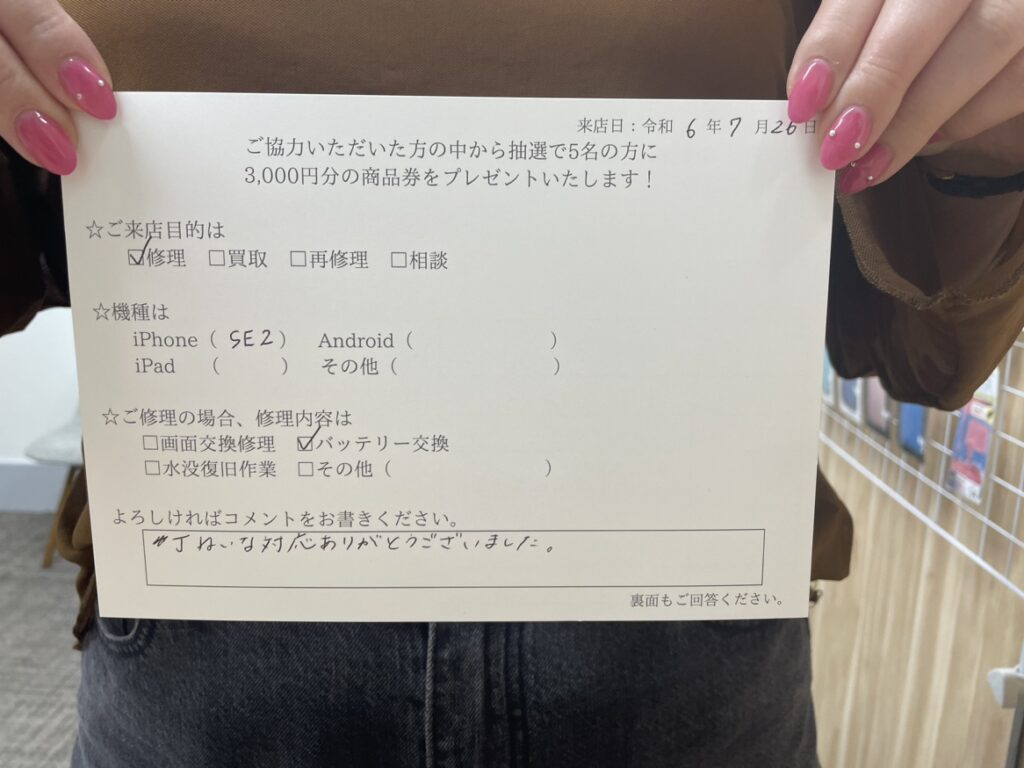 来店日：令和 6 年 7 月 26 日
ご協力いただいた方の中から抽選で5名の方に
3,000円分の商品券をプレゼントいたします！
☆ご来店目的は
☑修理 □買取 □再修理 □相談
☆機種は
iPhone（ SE2 ） Android（ ）
iPad （ ） その他（ ）
☆ご修理の場合、修理内容は
□画面交換修理 ☑バッテリー交換
□水没復旧作業 □その他（ ）
よろしければコメントをお書きください。
丁ねいな対応ありがとうございました。
裏面もご回答ください。